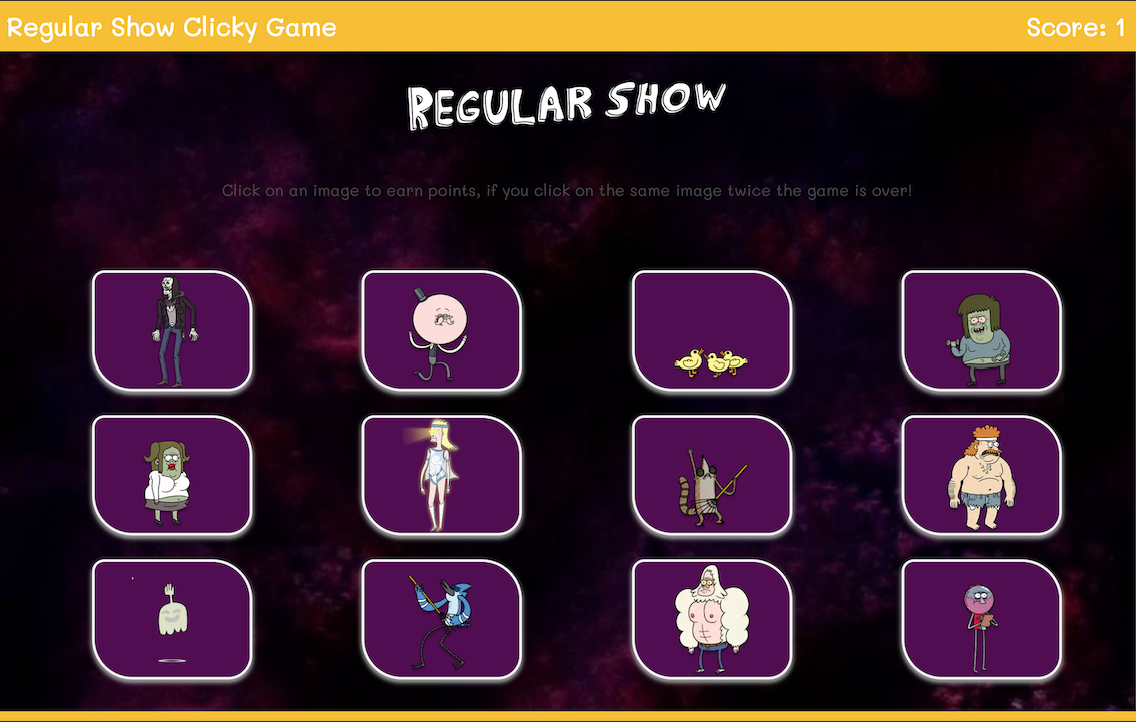 Regular Show Clicky Game
Score: 1
REGULAR SHOW
Click on an image to earn points, if you click on the same image twice the game is over!